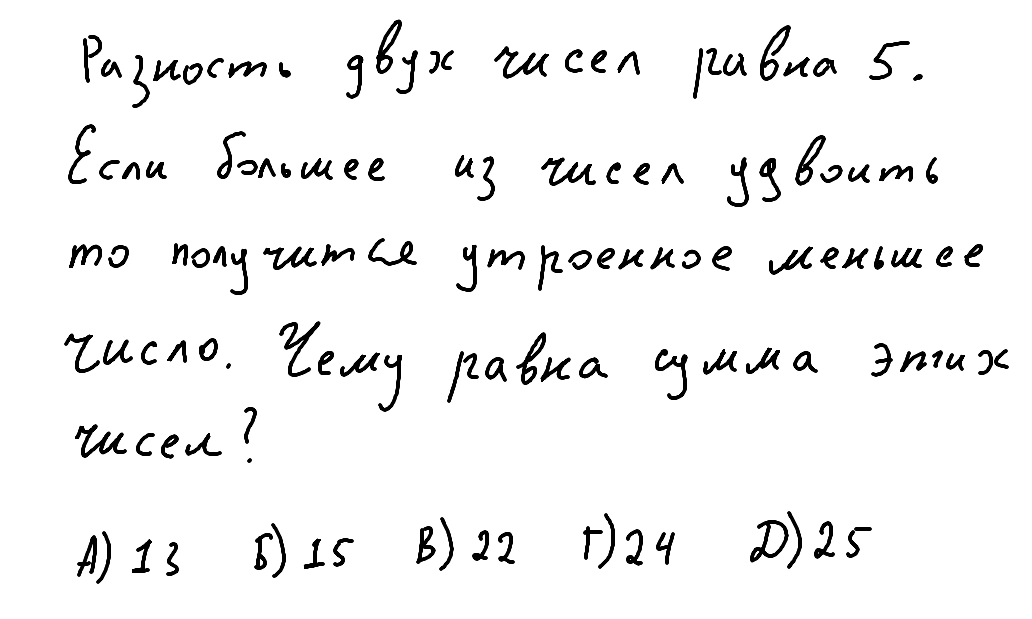 Разность двух чисел равна 5.
Если большее из чисел удвоить
то получится утроенное меньшее
число. Чему равна сумма этих
чисел?
А) 13 Б) 15 В) 22 Г) 24 Д) 25